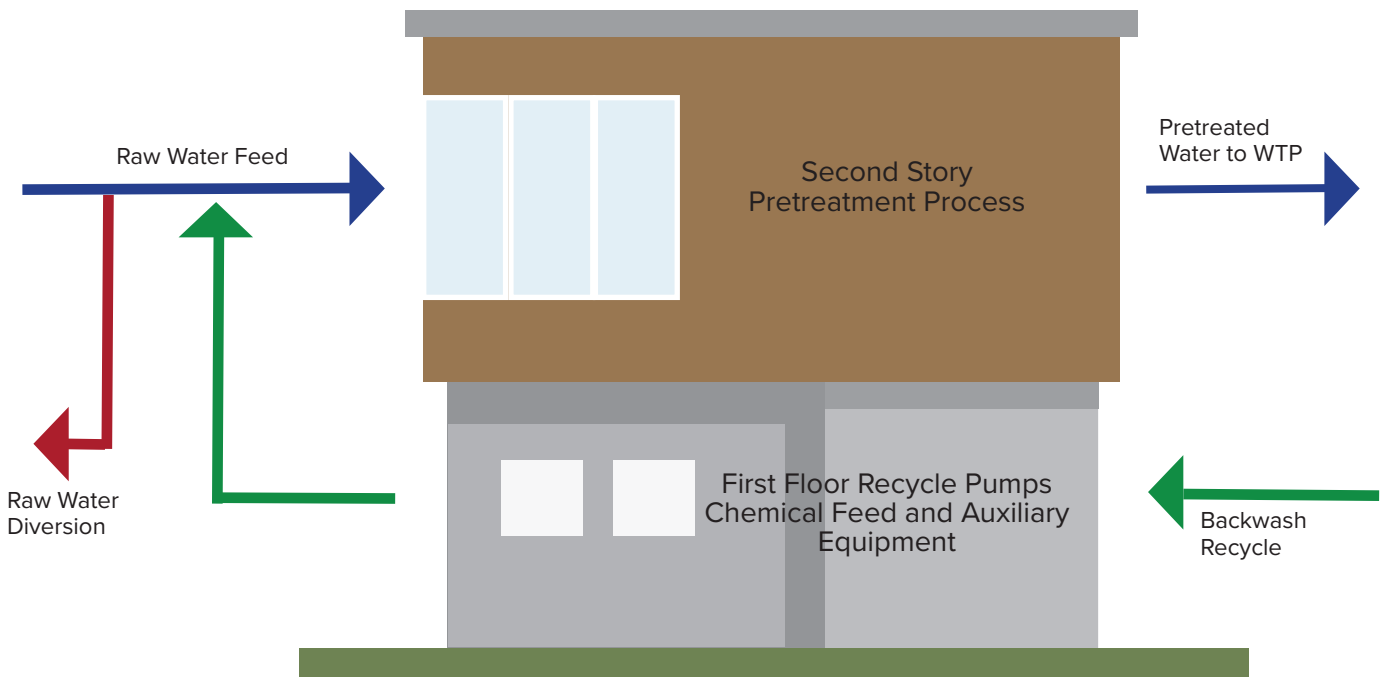 Raw Water Feed
Pretreated
Water to WTP
Second Story
Pretreatment Process
Raw Water
Diversion
First Floor Recycle Pumps
Chemical Feed and Auxiliary
Equipment
Backwash
Recycle